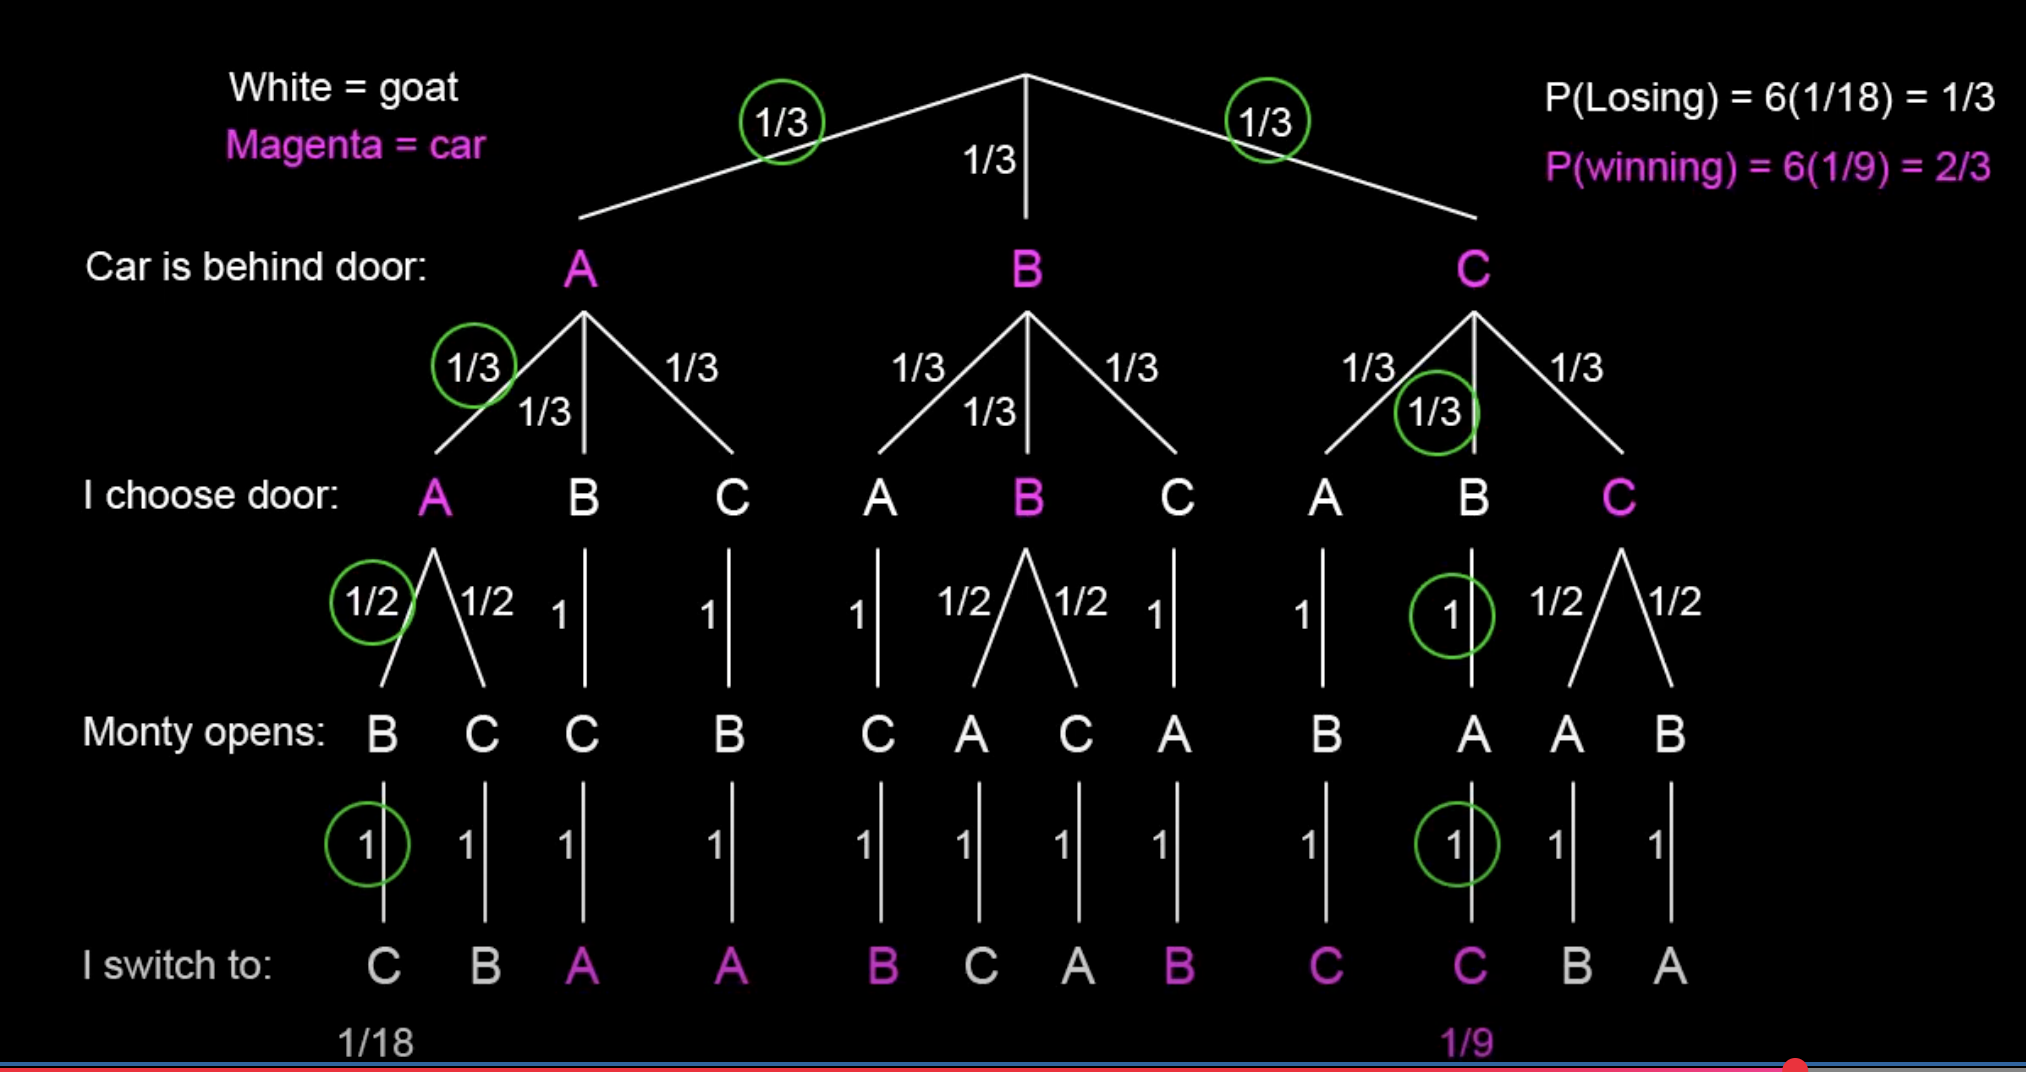 White = goat
Magenta = car
P(Losing) = 6(1/18) = 1/3
P(winning) = 6(1/9) = 2/3
1/3 1/3 1/3
Car is behind door: A B C
1/3 1/3 1/3 1/3 1/3 1/3 1/3 1/3 1/3
I choose door: A B C A B C A B C
1/2 1/2 1 1 1 1/2 1/2 1 1 1 1/2 1/2
Monty opens: B C C B C A C A B A A B
1 1 1 1 1 1 1 1 1 1 1 1
I switch to: C B A A B C A B C C B A
1/18 1/9